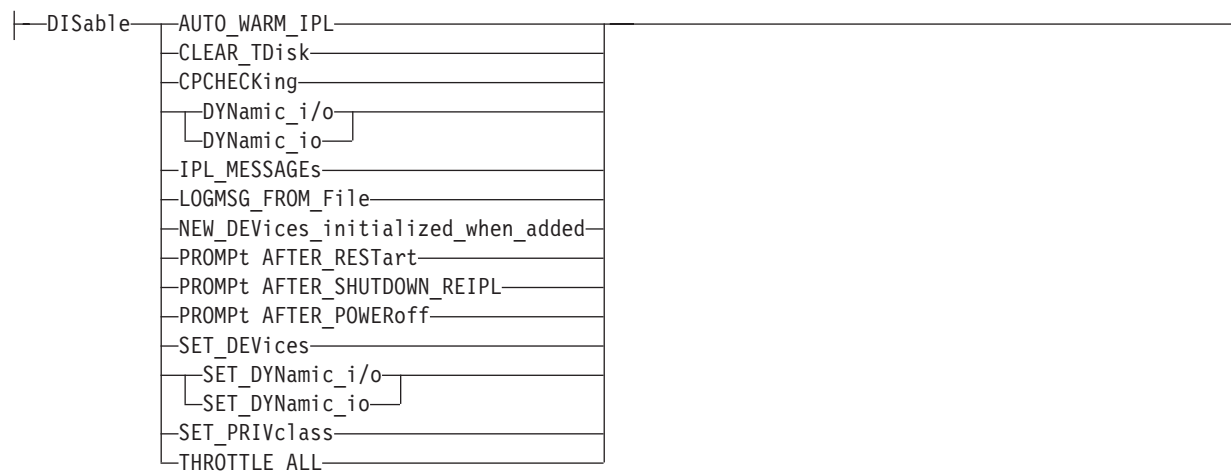 DISable AUTO_WARM_IPL
CLEAR_TDisk
CPCHECKing
DYNamic_i/o
DYNamic_io
IPL_MESSAGEs
LOGMSG_FROM_File
NEW_DEVices_initialized_when_added
PROMPt AFTER_RESTart
PROMPt AFTER_SHUTDOWN_REIPL
PROMPt AFTER_POWERoff
SET_DEVices
SET_DYNamic_i/o
SET_DYNamic_io
SET_PRIVclass
THROTTLE ALL